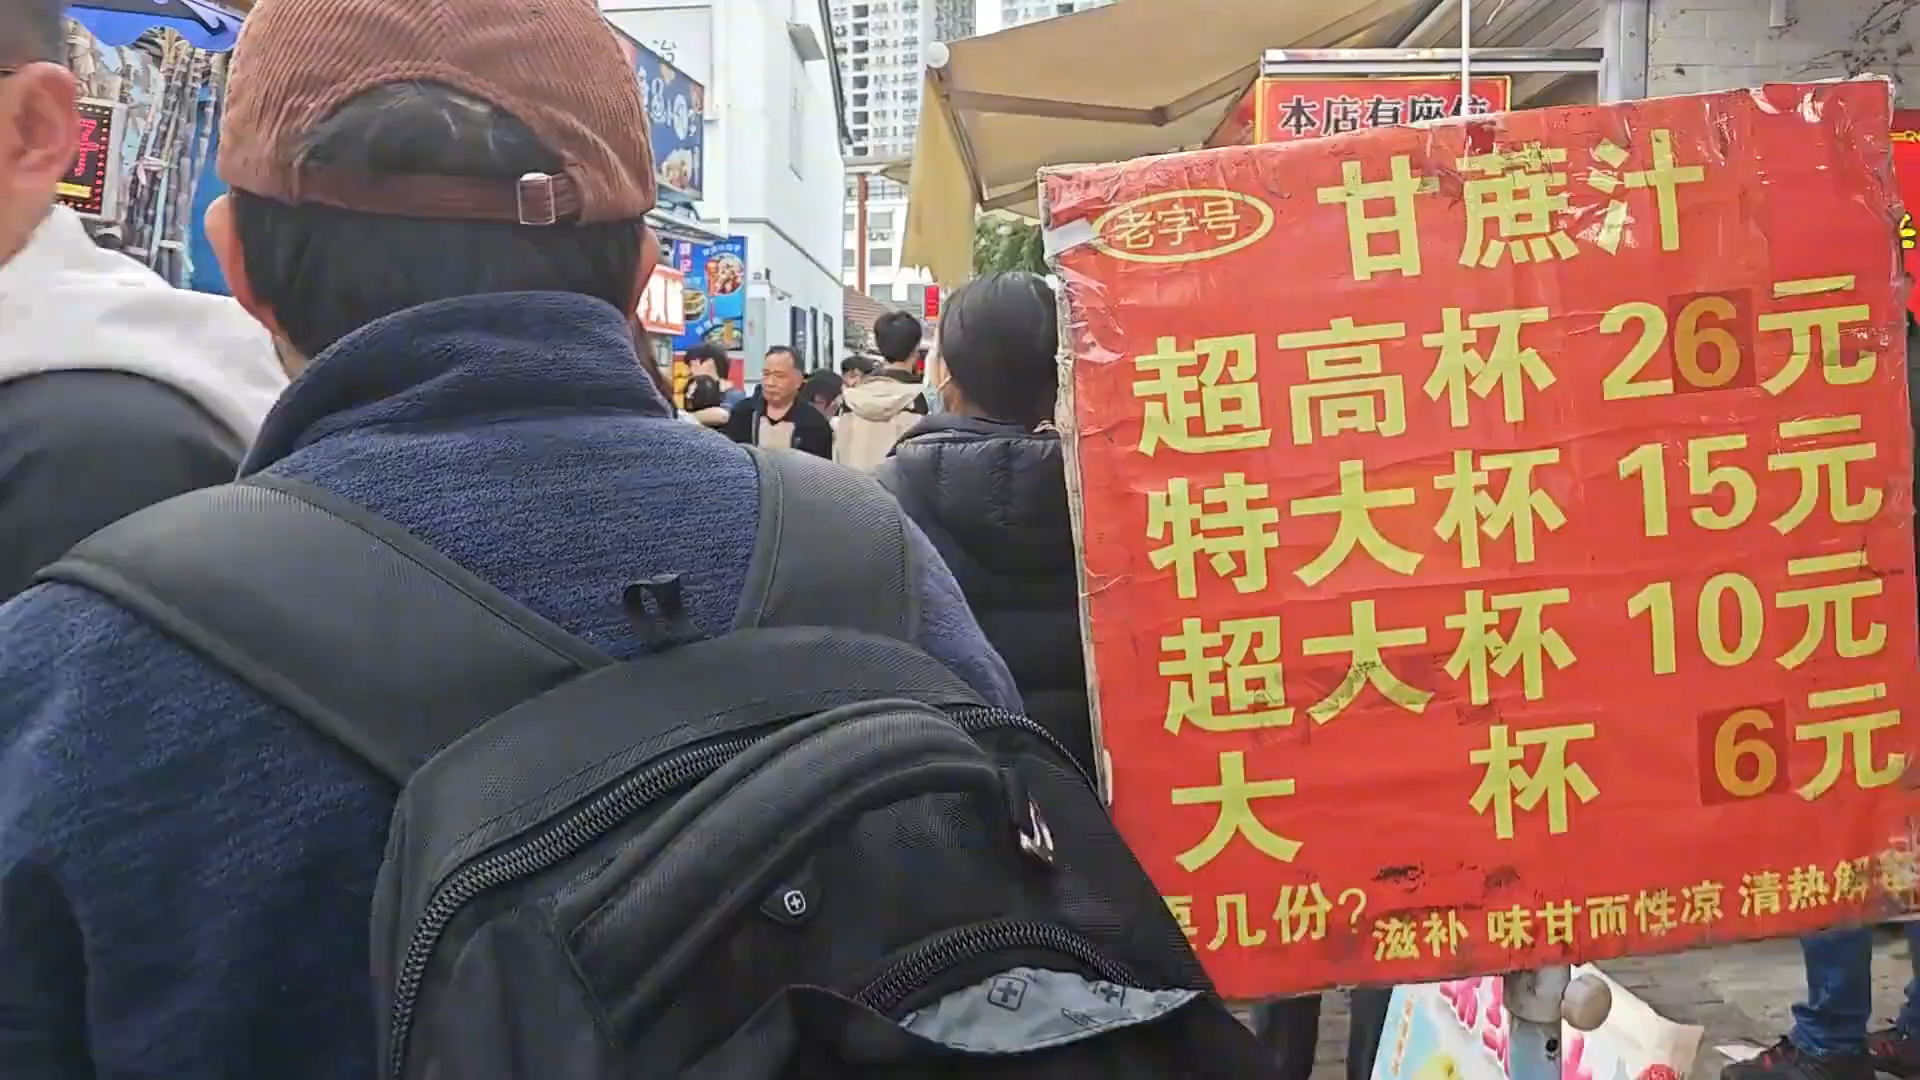 本店有座位
老字号
甘蔗汁
超高杯 26元
特大杯 15元
超大杯 10元
大 杯 6元
要几份?
滋补 味甘而性凉 清热解毒